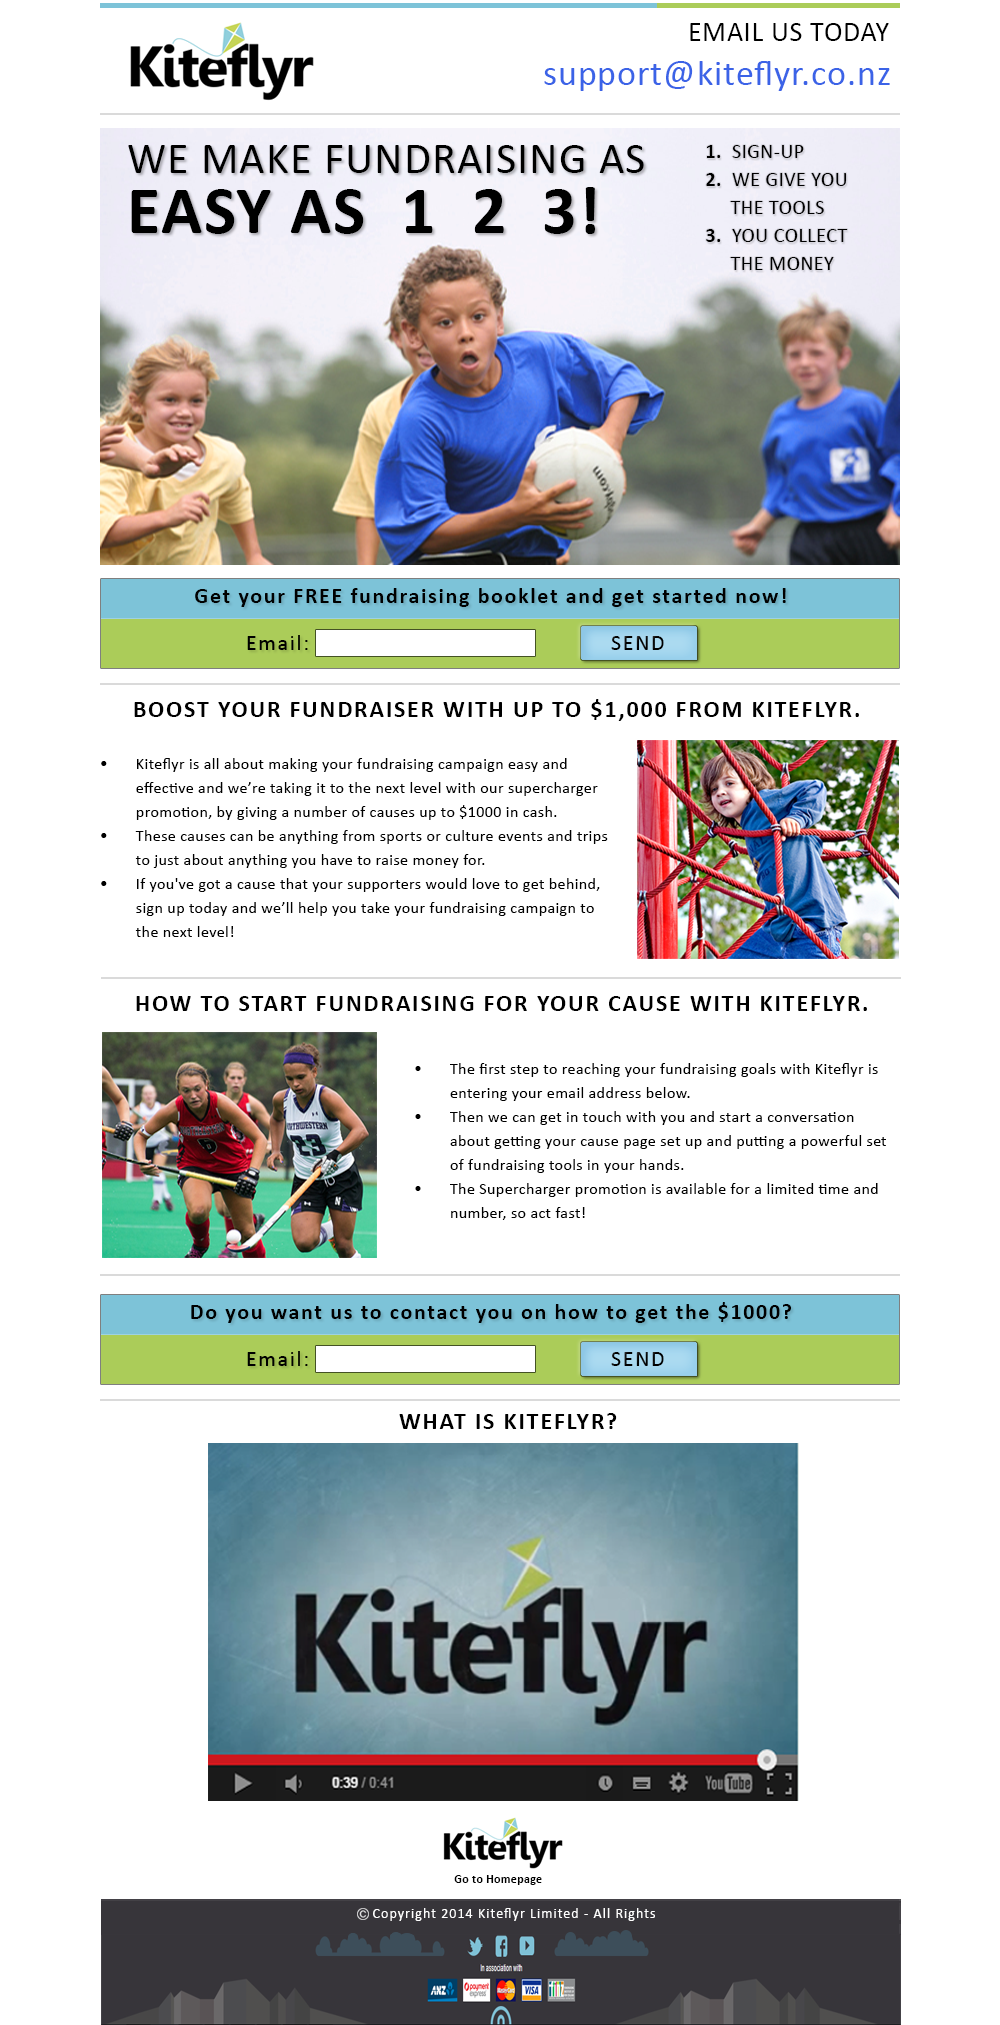 Kiteflyr
EMAIL US TODAY
support@kiteflyr.co.nz
WE MAKE FUNDRAISING AS
EASY AS 1 2 3!
1. SIGN-UP
2. WE GIVE YOU
THE TOOLS
3. YOU COLLECT
THE MONEY
Get your FREE fundraising booklet and get started now!
Email:
SEND
BOOST YOUR FUNDRAISER WITH UP TO $1,000 FROM KITEFLYR.
• Kiteflyr is all about making your fundraising campaign easy and
effective and we’re taking it to the next level with our supercharger
promotion, by giving a number of causes up to $1000 in cash.
• These causes can be anything from sports or culture events and trips
to just about anything you have to raise money for.
• If you've got a cause that your supporters would love to get behind,
sign up today and we’ll help you take your fundraising campaign to
the next level!
HOW TO START FUNDRAISING FOR YOUR CAUSE WITH KITEFLYR.
NORTHWESTERN
23
N
• The first step to reaching your fundraising goals with Kiteflyr is
entering your email address below.
• Then we can get in touch with you and start a conversation
about getting your cause page set up and putting a powerful set
of fundraising tools in your hands.
• The Supercharger promotion is available for a limited time and
number, so act fast!
Do you want us to contact you on how to get the $1000?
Email:
SEND
WHAT IS KITEFLYR?
Kiteflyr
0:39 / 0:41
YouTube
Kiteflyr
Go to Homepage
© Copyright 2014 Kiteflyr Limited - All Rights
In association with
ANZ
payment express
MasterCard
VISA